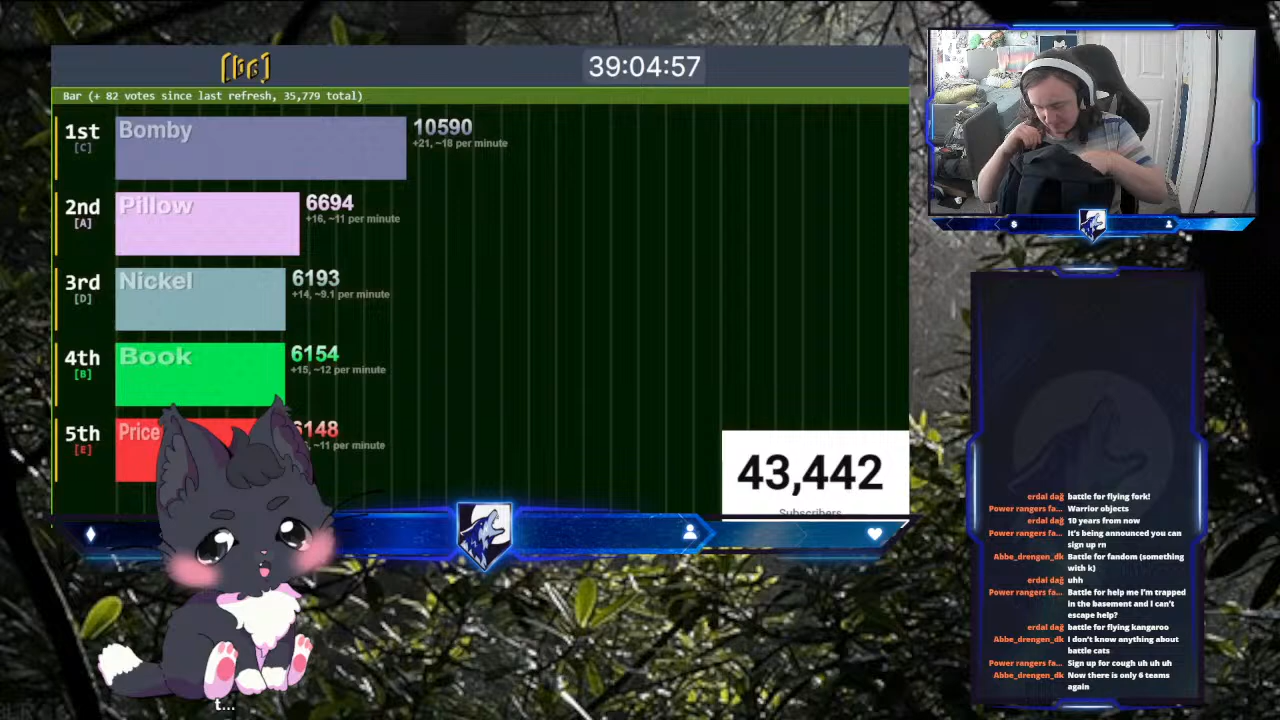 39:04:57
Bar (+ 82 votes since last refresh, 35,779 total)
1st
[C]
Bomby
10590
+21, ~18 per minute
2nd
[A]
Pillow
6694
+16, ~11 per minute
3rd
[D]
Nickel
6193
+14, ~9.1 per minute
4th
[B]
Book
6154
+15, ~12 per minute
5th
[E]
Price
6148
~11 per minute
43,442
Subscribers
erdal dağ battle for flying fork!
Power rangers fa... Warrior objects
erdal dağ 10 years from now
Power rangers fa... It's being announced you can
sign up rn
Abbe_drengen_dk Battle for fandom (something
with k)
erdal dağ uhh
Power rangers fa... Battle for help me I'm trapped
in the basement and I can't
escape help?
erdal dağ battle for flying kangaroo
Abbe_drengen_dk I don't know anything about
battle cats
Power rangers fa... Sign up for cough uh uh uh
Abbe_drengen_dk Now there is only 6 teams
again
t...